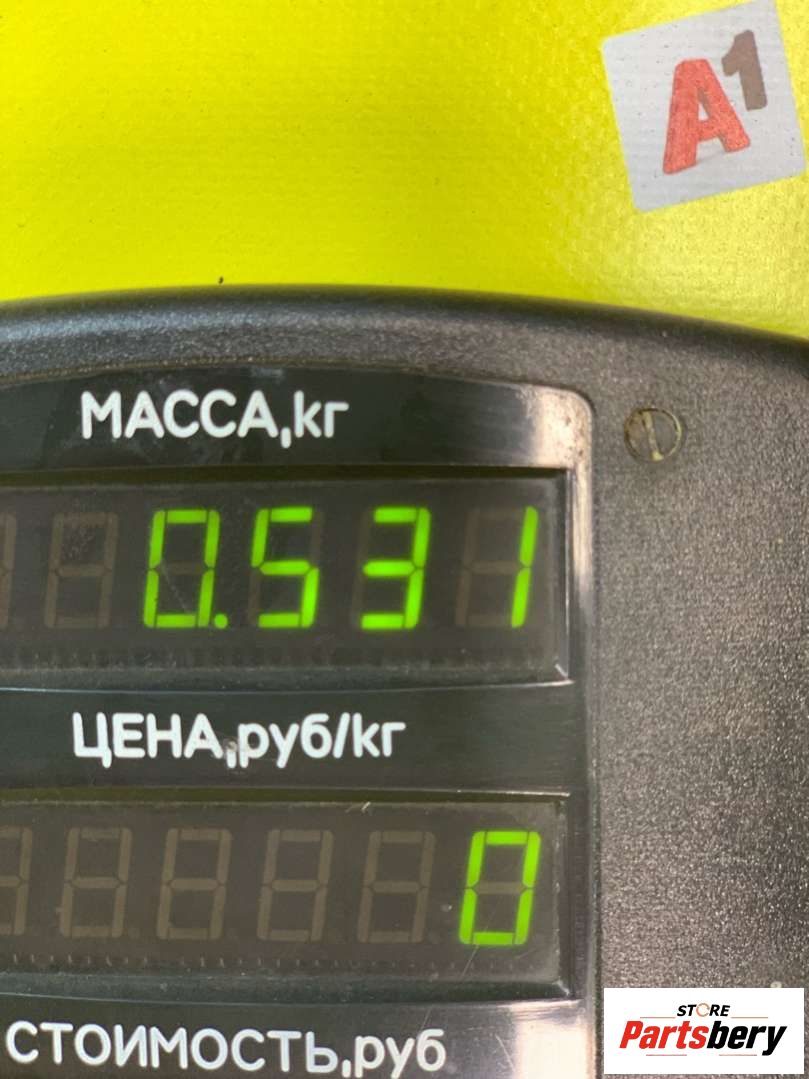 A1
МАССА,кг
0.531
ЦЕНА,руб/кг
0
СТОИМОСТЬ,руб
STORE
Partsbery